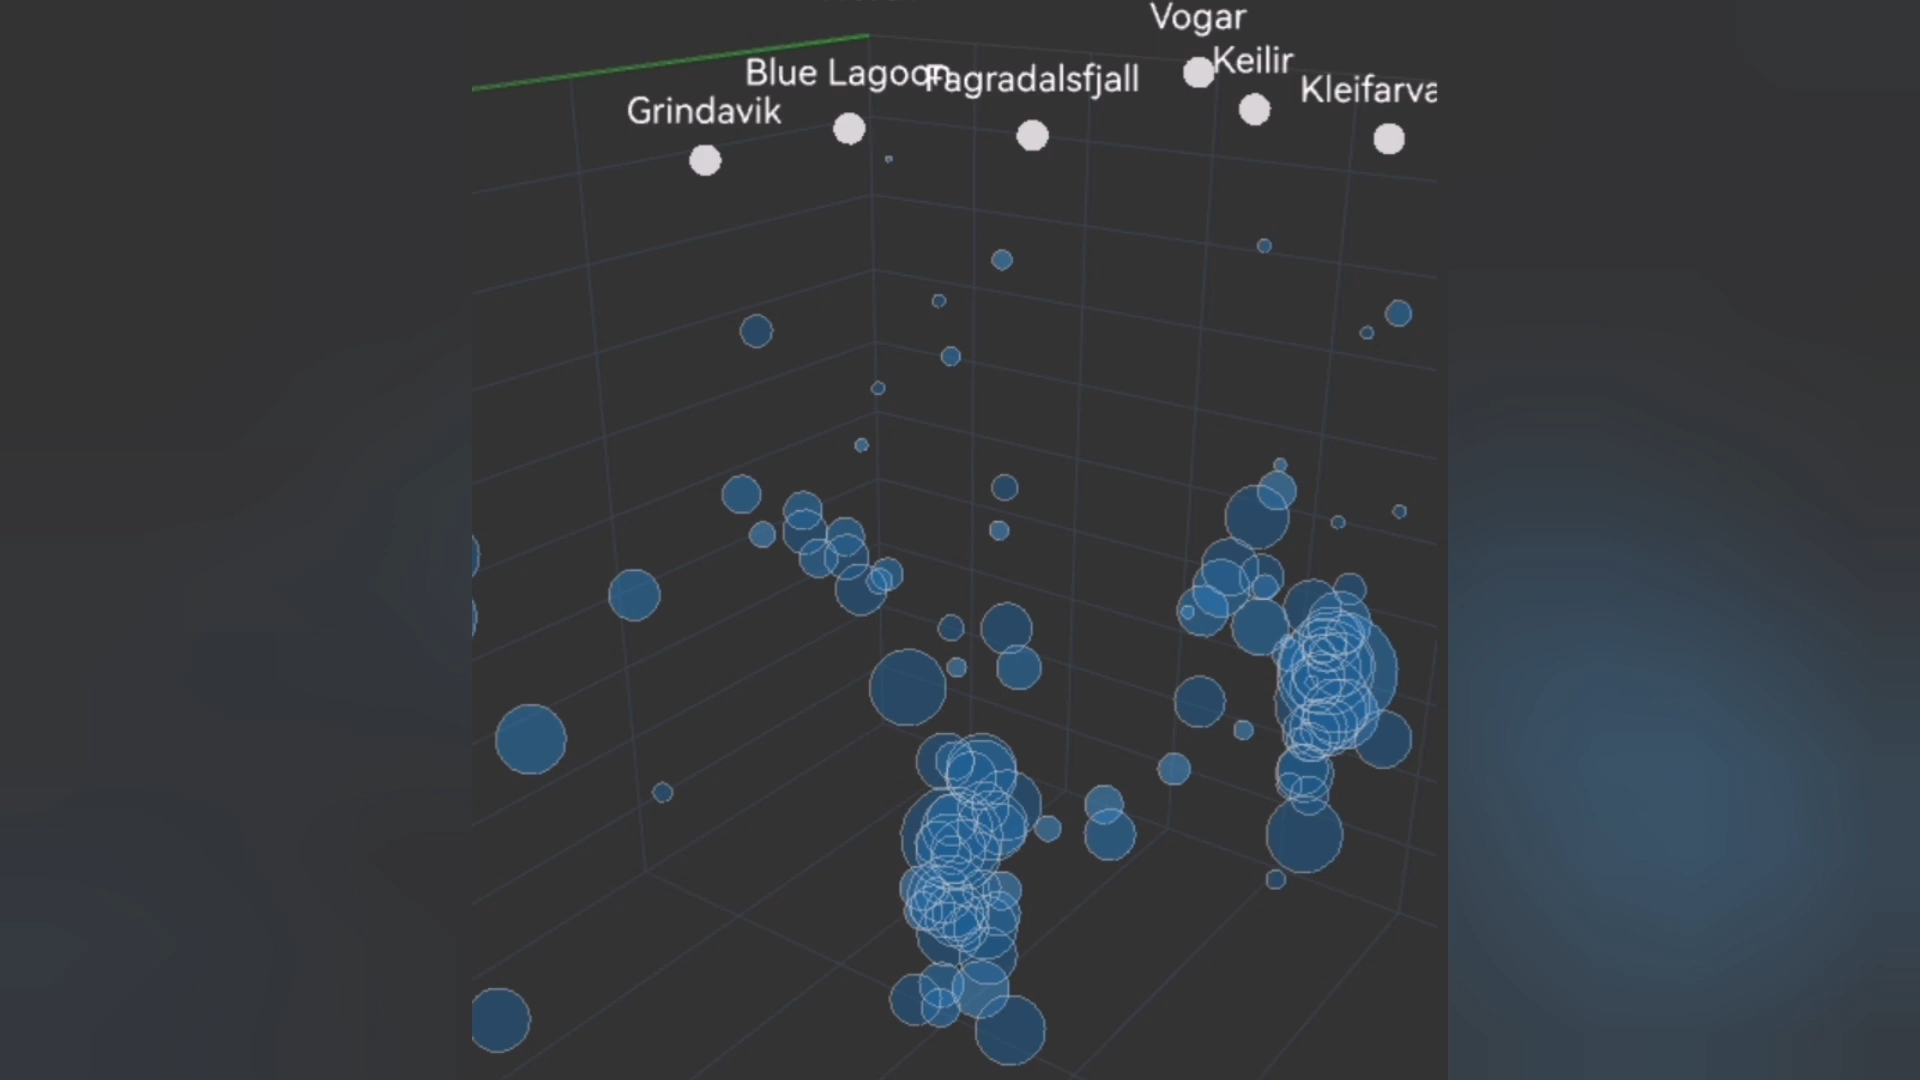 Vogar
Keilir
Blue Lagoon
Fagradalsfjall
Kleifarva
Grindavik